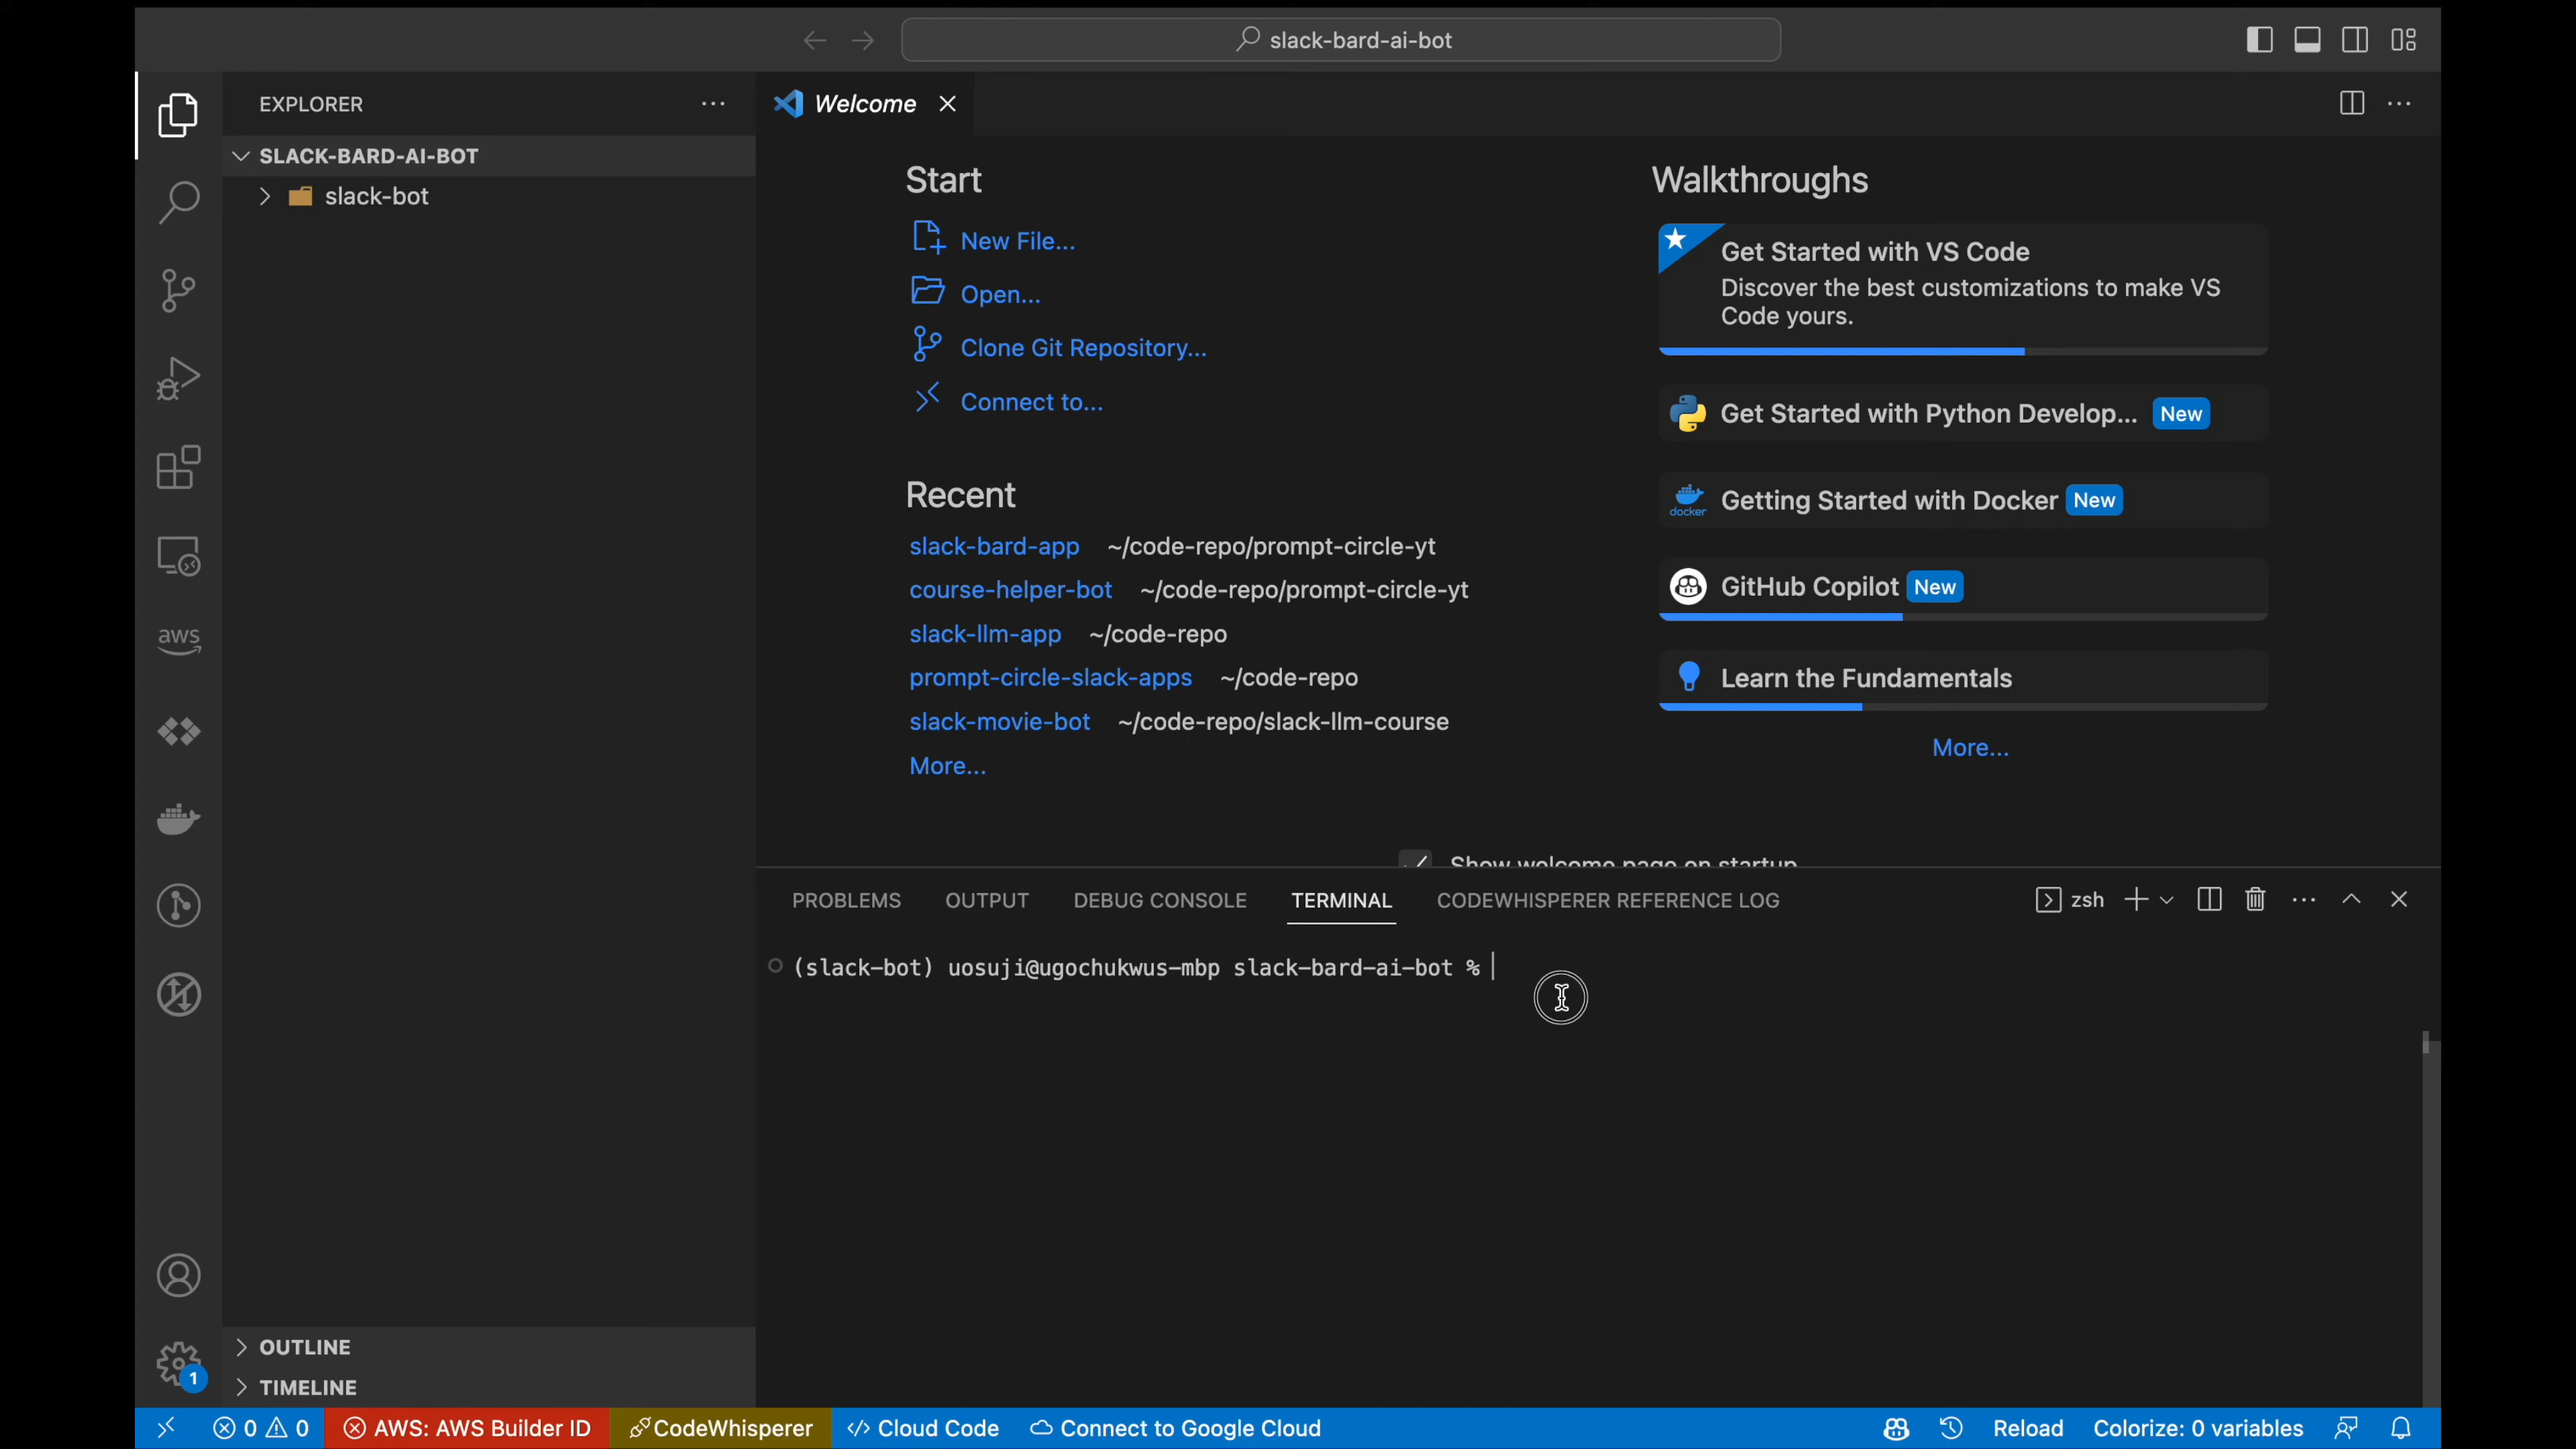 slack-bard-ai-bot
EXPLORER
Welcome
SLACK-BARD-AI-BOT
slack-bot
Start
New File...
Open...
Clone Git Repository...
Connect to...
Recent
slack-bard-app ~/code-repo/prompt-circle-yt
course-helper-bot ~/code-repo/prompt-circle-yt
slack-llm-app ~/code-repo
prompt-circle-slack-apps ~/code-repo
slack-movie-bot ~/code-repo/slack-llm-course
More...
Walkthroughs
Get Started with VS Code
Discover the best customizations to make VS
Code yours.
Get Started with Python Develop... New
docker
Getting Started with Docker New
GitHub Copilot New
Learn the Fundamentals
More...
Show welcome page on startup
aws
PROBLEMS OUTPUT DEBUG CONSOLE TERMINAL CODEWHISPERER REFERENCE LOG
zsh
(slack-bot) uosuji@ugochukwus-mbp slack-bard-ai-bot %
OUTLINE
TIMELINE
1
0 0 AWS: AWS Builder ID CodeWhisperer </> Cloud Code Connect to Google Cloud Reload Colorize: 0 variables